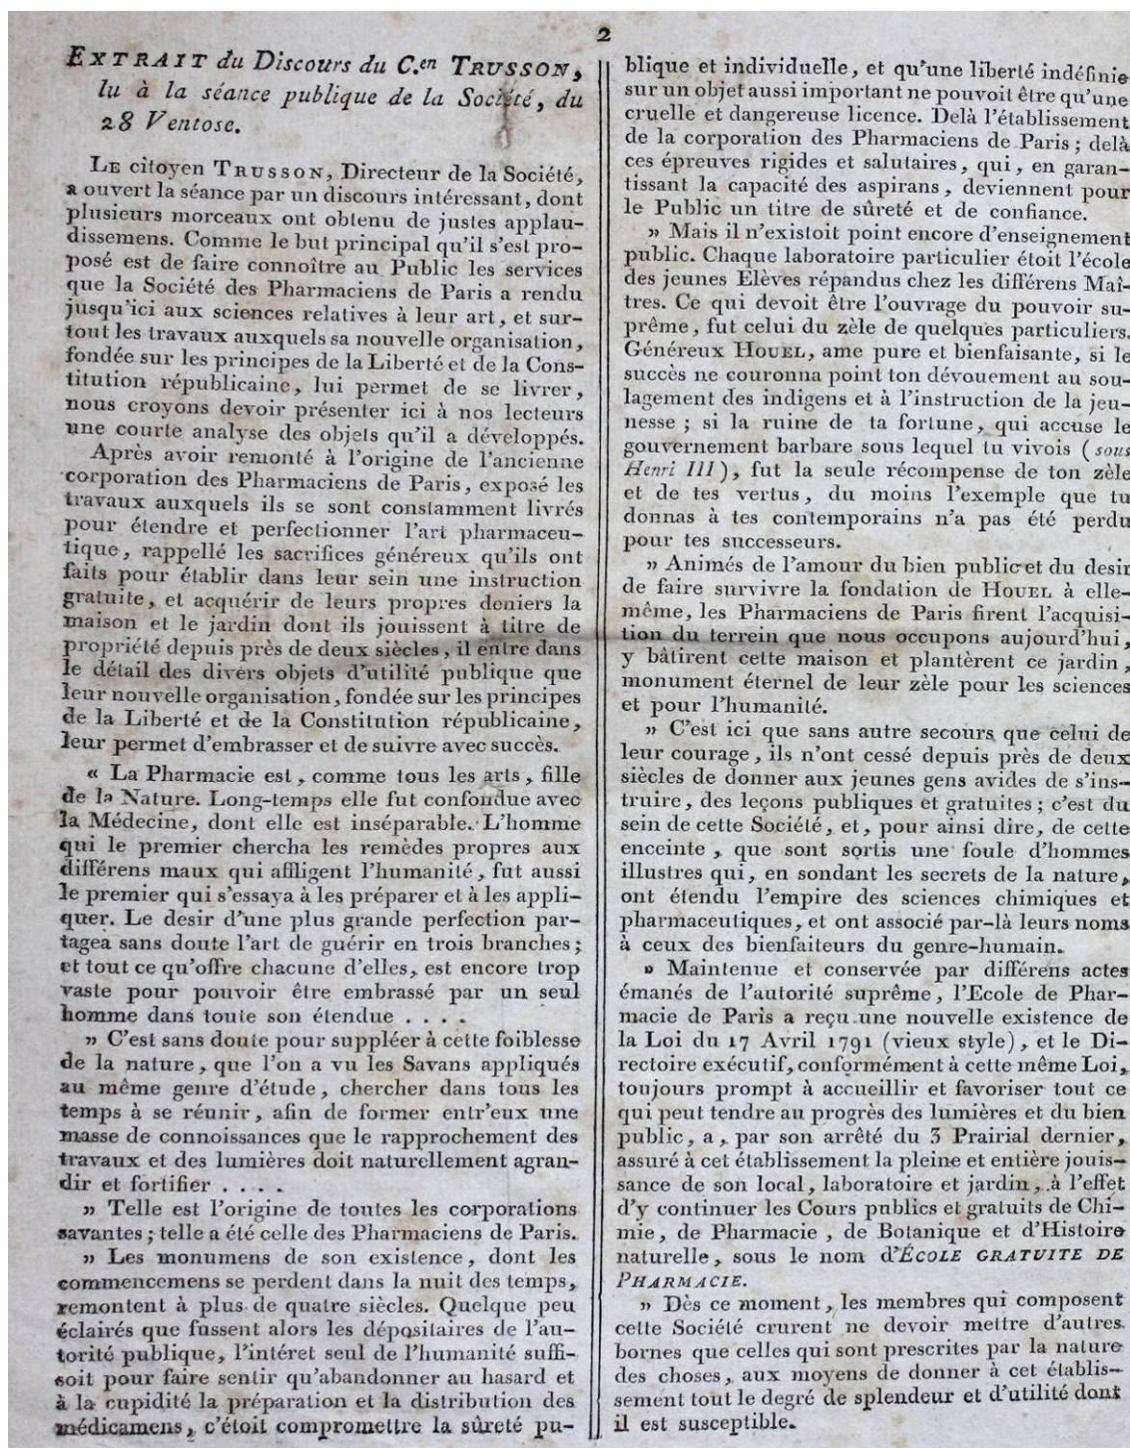 2
EXTRAIT du Discours du C.en TRUSSON,
lu à la séance publique de la Société, du
28 Ventose.
LE citoyen TRUSSON, Directeur de la Société,
a ouvert la séance par un discours intéressant, dont
plusieurs morceaux ont obtenu de justes applau-
dissemens. Comme le but principal qu'il s'est pro-
posé est de faire connoître au Public les services
que la Société des Pharmaciens de Paris a rendu
jusqu'ici aux sciences relatives à leur art, et sur-
tout les travaux auxquels sa nouvelle organisation,
fondée sur les principes de la Liberté et de la Cons-
titution républicaine, lui permet de se livrer,
nous croyons devoir présenter ici à nos lecteurs
une courte analyse des objets qu'il a développés.
Après avoir remonté à l'origine de l'ancienne
corporation des Pharmaciens de Paris, exposé les
travaux auxquels ils se sont constamment livrés
pour étendre et perfectionner l'art pharmaceu-
tique, rappellé les sacrifices généreux qu'ils ont
faits pour établir dans leur sein une instruction
gratuite, et acquérir de leurs propres deniers la
maison et le jardin dont ils jouissent à titre de
propriété depuis près de deux siècles, il entre dans
le détail des divers objets d'utilité publique que
leur nouvelle organisation, fondée sur les principes
de la Liberté et de la Constitution républicaine,
leur permet d'embrasser et de suivre avec succès.
« La Pharmacie est, comme tous les arts, fille
de la Nature. Long-temps elle fut confondue avec
la Médecine, dont elle est inséparable. L'homme
qui le premier chercha les remèdes propres aux
différens maux qui affligent l'humanité, fut aussi
le premier qui s'essaya à les préparer et à les appli-
quer. Le desir d'une plus grande perfection par-
tagea sans doute l'art de guérir en trois branches;
et tout ce qu'offre chacune d'elles, est encore trop
vaste pour pouvoir être embrassé par un seul
homme dans toute son étendue . . . .
» C'est sans doute pour suppléer à cette foiblesse
de la nature, que l'on a vu les Savans appliqués
au même genre d'étude, chercher dans tous les
temps à se réunir, afin de former entr'eux une
masse de connoissances que le rapprochement des
travaux et des lumières doit naturellement agran-
dir et fortifier . . . .
» Telle est l'origine de toutes les corporations
savantes; telle a été celle des Pharmaciens de Paris.
» Les monumens de son existence, dont les
commencemens se perdent dans la nuit des temps,
remontent à plus de quatre siècles. Quelque peu
éclairés que fussent alors les dépositaires de l'au-
torité publique, l'intéret seul de l'humanité suffi-
soit pour faire sentir qu'abandonner au hasard et
à la cupidité la préparation et la distribution des
médicamens, c'étoit compromettre la sûreté pu-
blique et individuelle, et qu'une liberté indéfinie
sur un objet aussi important ne pouvoit être qu'une
cruelle et dangereuse licence. Delà l'établissement
de la corporation des Pharmaciens de Paris; delà
ces épreuves rigides et salutaires, qui, en garan-
tissant la capacité des aspirans, deviennent pour
le Public un titre de sûreté et de confiance.
» Mais il n'existoit point encore d'enseignement
public. Chaque laboratoire particulier étoit l'école
des jeunes Elèves répandus chez les différens Maî-
tres. Ce qui devoit être l'ouvrage du pouvoir su-
prême, fut celui du zèle de quelques particuliers.
Généreux HOUEL, ame pure et bienfaisante, si le
succès ne couronna point ton dévouement au sou-
lagement des indigens et à l'instruction de la jeu-
nesse; si la ruine de ta fortune, qui accuse le
gouvernement barbare sous lequel tu vivois (sous
Henri III), fut la seule récompense de ton zèle
et de tes vertus, du moins l'exemple que tu
donnas à tes contemporains n'a pas été perdu
pour tes successeurs.
» Animés de l'amour du bien public et du desir
de faire survivre la fondation de HOUEL à elle-
même, les Pharmaciens de Paris firent l'acquisi-
tion du terrein que nous occupons aujourd'hui,
y bâtirent cette maison et plantèrent ce jardin,
monument éternel de leur zèle pour les sciences
et pour l'humanité.
» C'est ici que sans autre secours que celui de
leur courage, ils n'ont cessé depuis près de deux
siècles de donner aux jeunes gens avides de s'ins-
truire, des leçons publiques et gratuites; c'est du
sein de cette Société, et, pour ainsi dire, de cette
enceinte, que sont sortis une foule d'hommes
illustres qui, en sondant les secrets de la nature,
ont étendu l'empire des sciences chimiques et
pharmaceutiques, et ont associé par-là leurs noms
à ceux des bienfaiteurs du genre-humain.
» Maintenue et conservée par différens actes
émanés de l'autorité suprême, l'Ecole de Phar-
macie de Paris a reçu une nouvelle existence de
la Loi du 17 Avril 1791 (vieux style), et le Di-
rectoire exécutif, conformément à cette même Loi,
toujours prompt à accueillir et favoriser tout ce
qui peut tendre au progrès des lumières et du bien
public, a, par son arrêté du 3 Prairial dernier,
assuré à cet établissement la pleine et entière jouis-
sance de son local, laboratoire et jardin, à l'effet
d'y continuer les Cours publics et gratuits de Chi-
mie, de Pharmacie, de Botanique et d'Histoire
naturelle, sous le nom d'ÉCOLE GRATUITE DE
PHARMACIE.
» Dès ce moment, les membres qui composent
cette Société crurent ne devoir mettre d'autres
bornes que celles qui sont prescrites par la nature
des choses, aux moyens de donner à cet établis-
sement tout le degré de splendeur et d'utilité dont
il est susceptible.